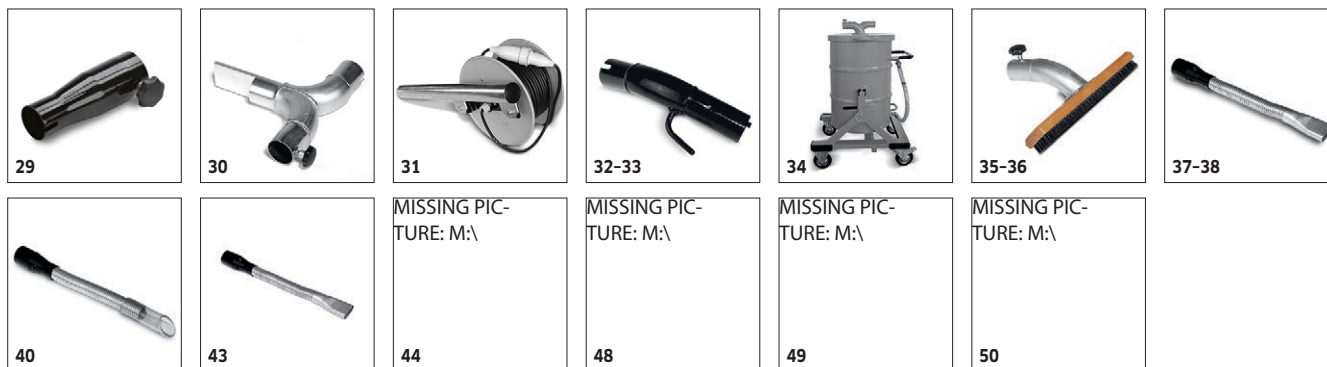 29
30
31
32-33
34
35-36
37-38
MISSING PIC-
TURE: M:\
MISSING PIC-
TURE: M:\
MISSING PIC-
TURE: M:\
MISSING PIC-
TURE: M:\
40
43
44
48
49
50